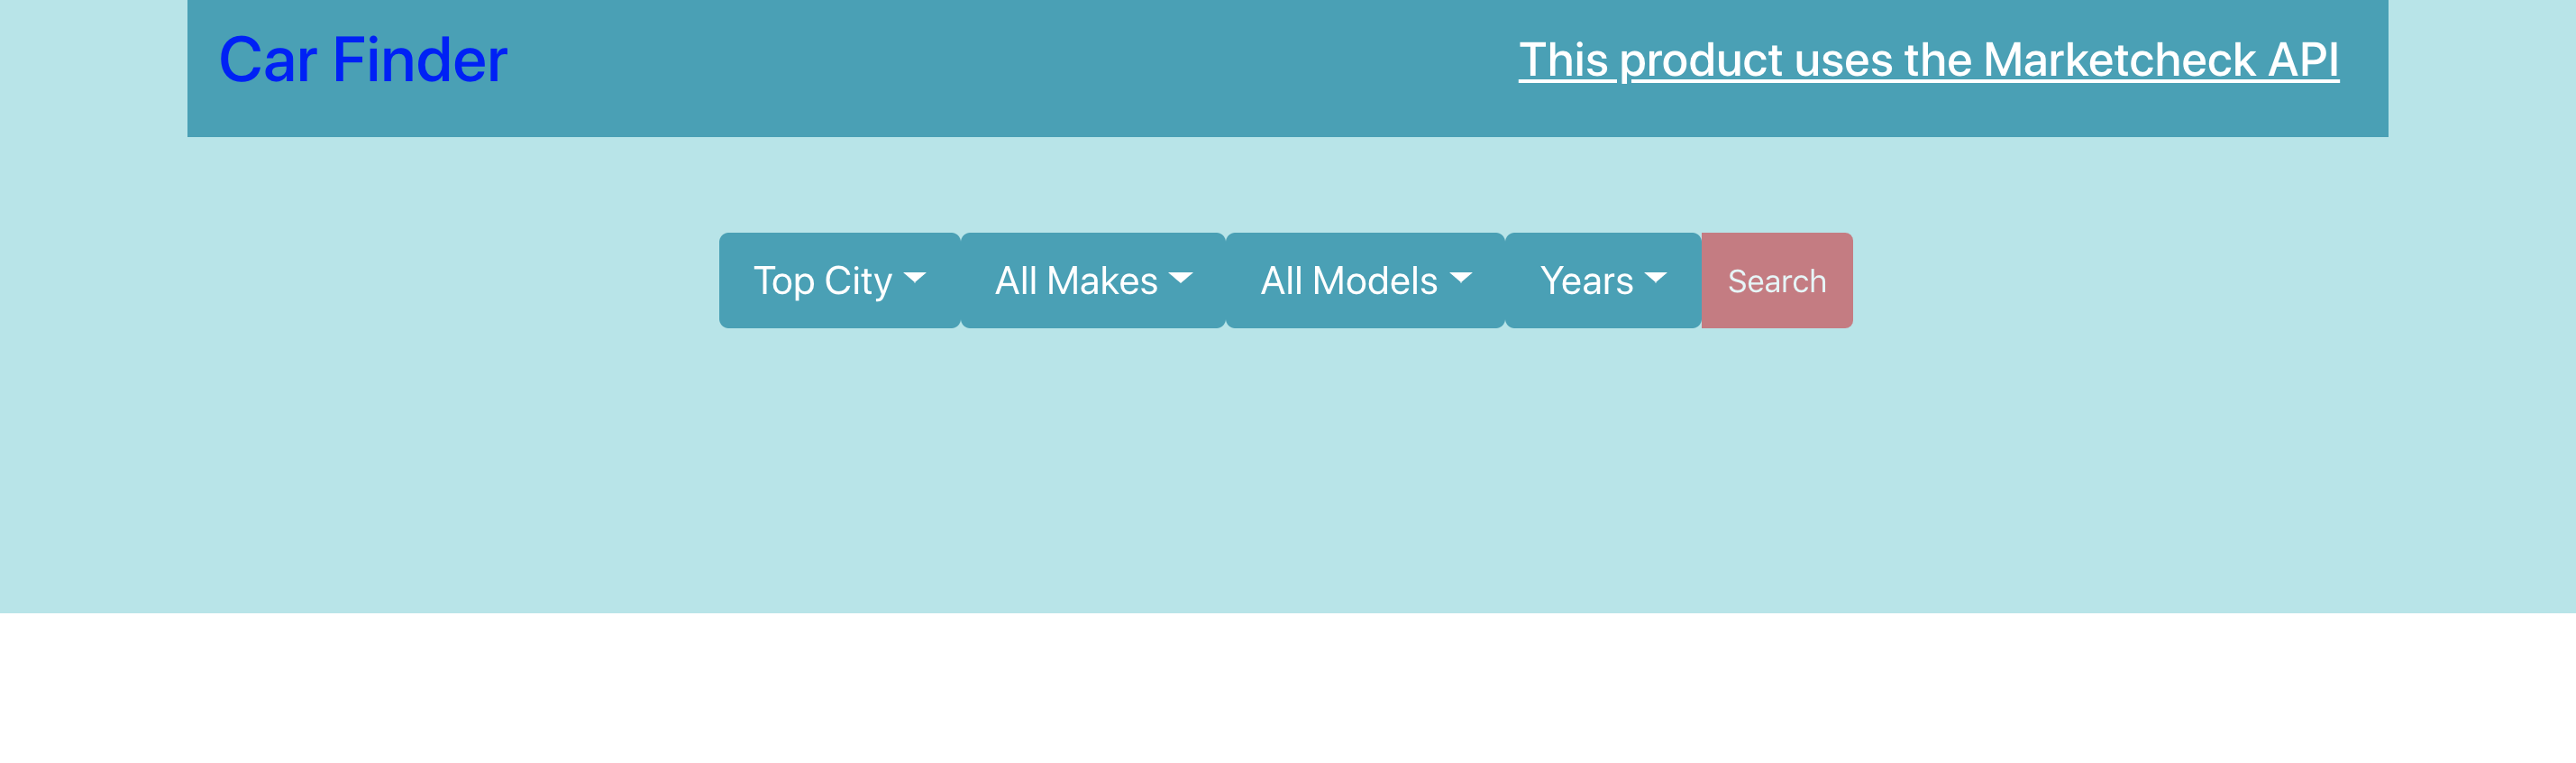 Car Finder
This product uses the Marketcheck API
Top City All Makes All Models Years Search